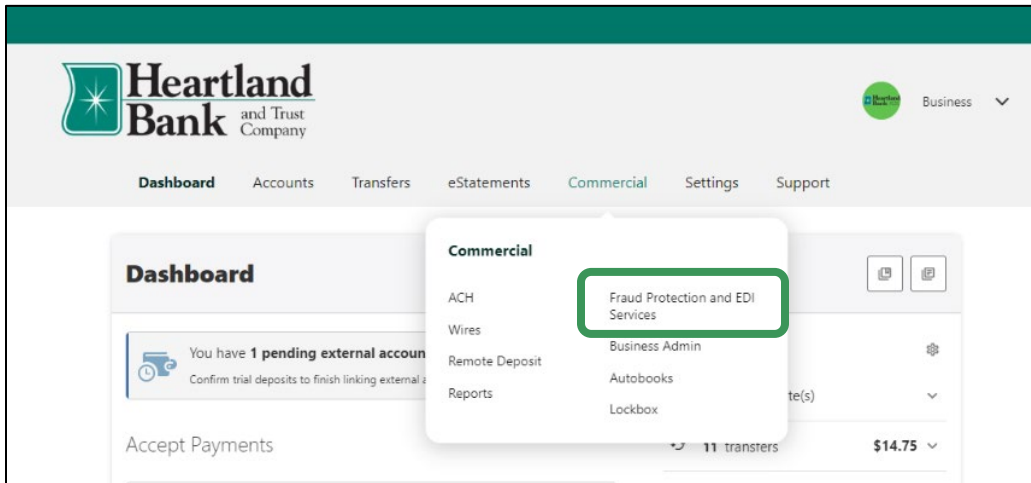 Heartland
Bank and Trust
Company
Business
Dashboard Accounts Transfers eStatements Commercial Settings Support
Commercial
Dashboard
ACH
Wires
Remote Deposit
Reports
Fraud Protection and EDI
Services
Business Admin
Autobooks
Lockbox
You have 1 pending external accoun
Confirm trial deposits to finish linking external a
te(s)
Accept Payments
11 transfers $14.75